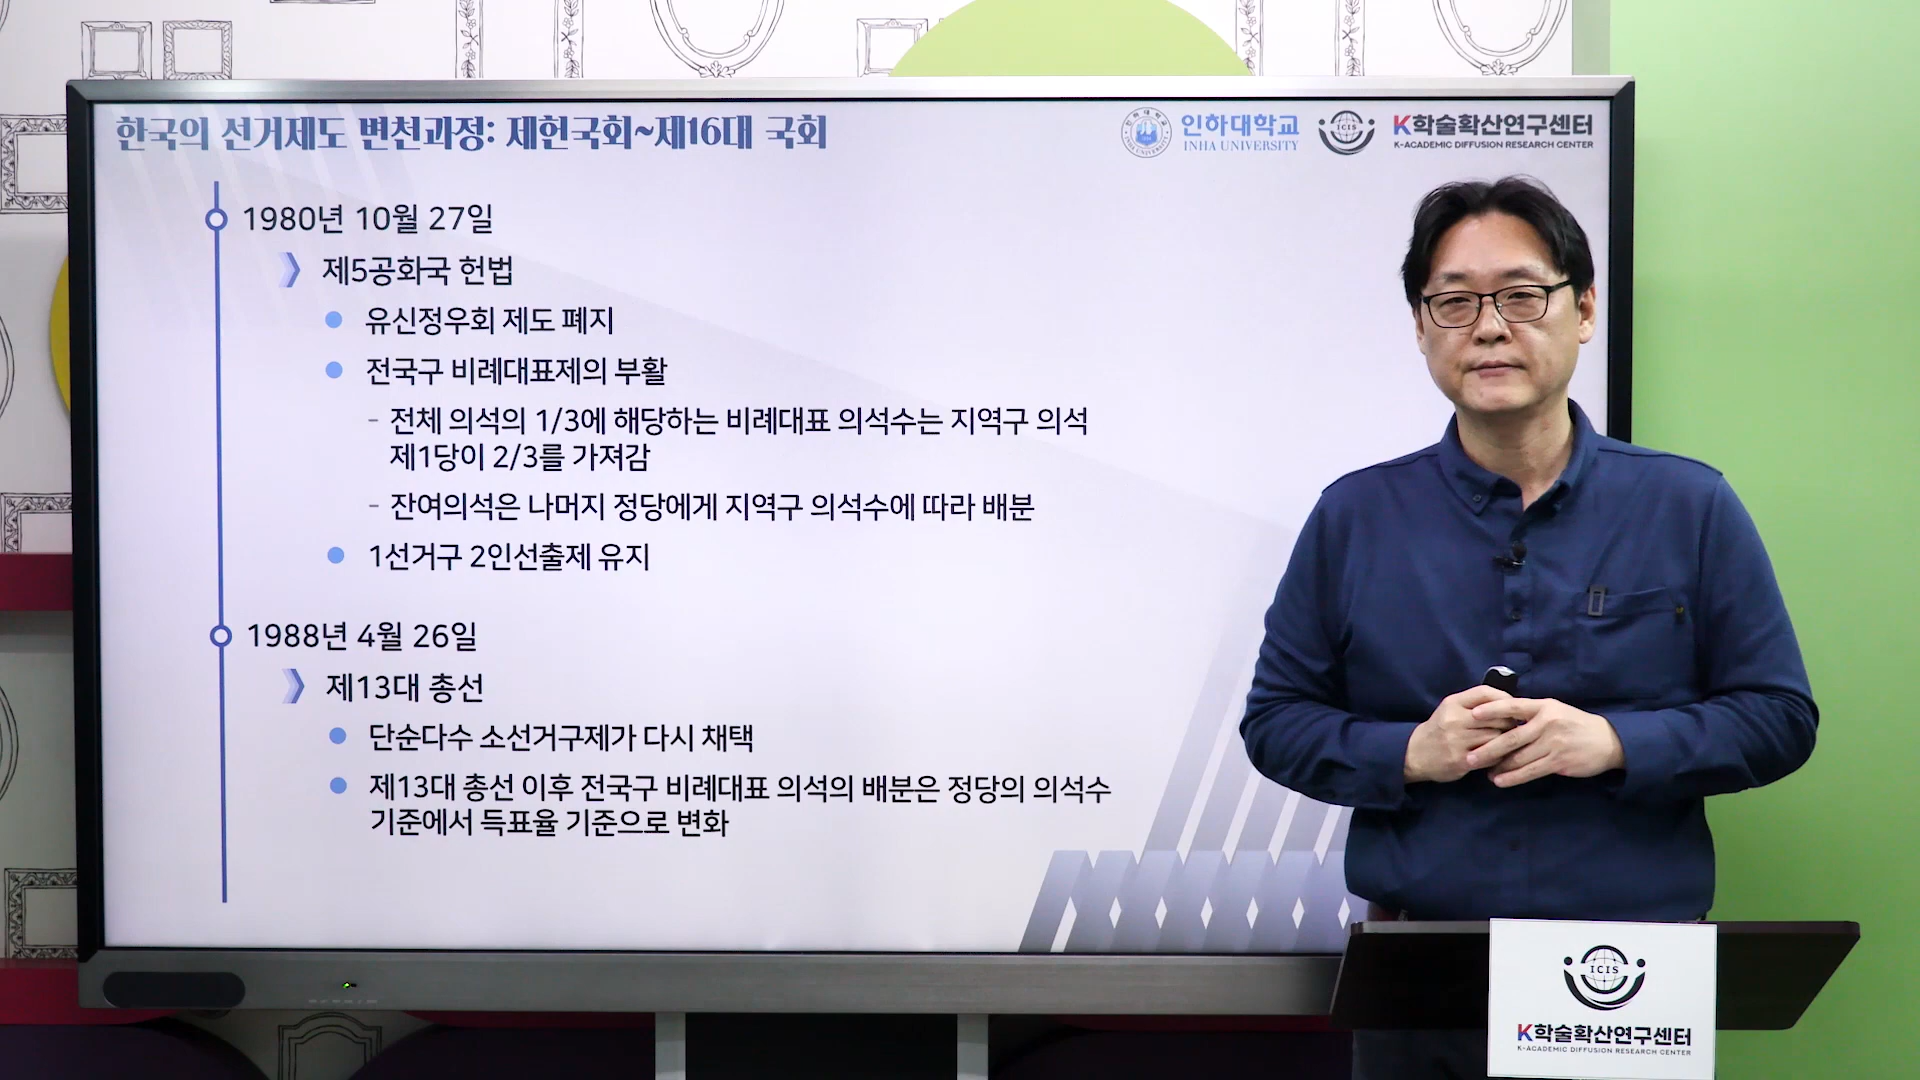 한국의 선거제도 변천과정: 제헌국회~제16대 국회
인하대학교
INHA UNIVERSITY
ICIS
K학술확산연구센터
K-ACADEMIC DIFFUSION RESEARCH CENTER
1980년 10월 27일
제5공화국 헌법
유신정우회 제도 폐지
전국구 비례대표제의 부활
- 전체 의석의 1/3에 해당하는 비례대표 의석수는 지역구 의석
제1당이 2/3를 가져감
- 잔여의석은 나머지 정당에게 지역구 의석수에 따라 배분
1선거구 2인선출제 유지
1988년 4월 26일
제13대 총선
단순다수 소선거구제가 다시 채택
제13대 총선 이후 전국구 비례대표 의석의 배분은 정당의 의석수
기준에서 득표율 기준으로 변화
ICIS
K학술확산연구센터
K-ACADEMIC DIFFUSION RESEARCH CENTER